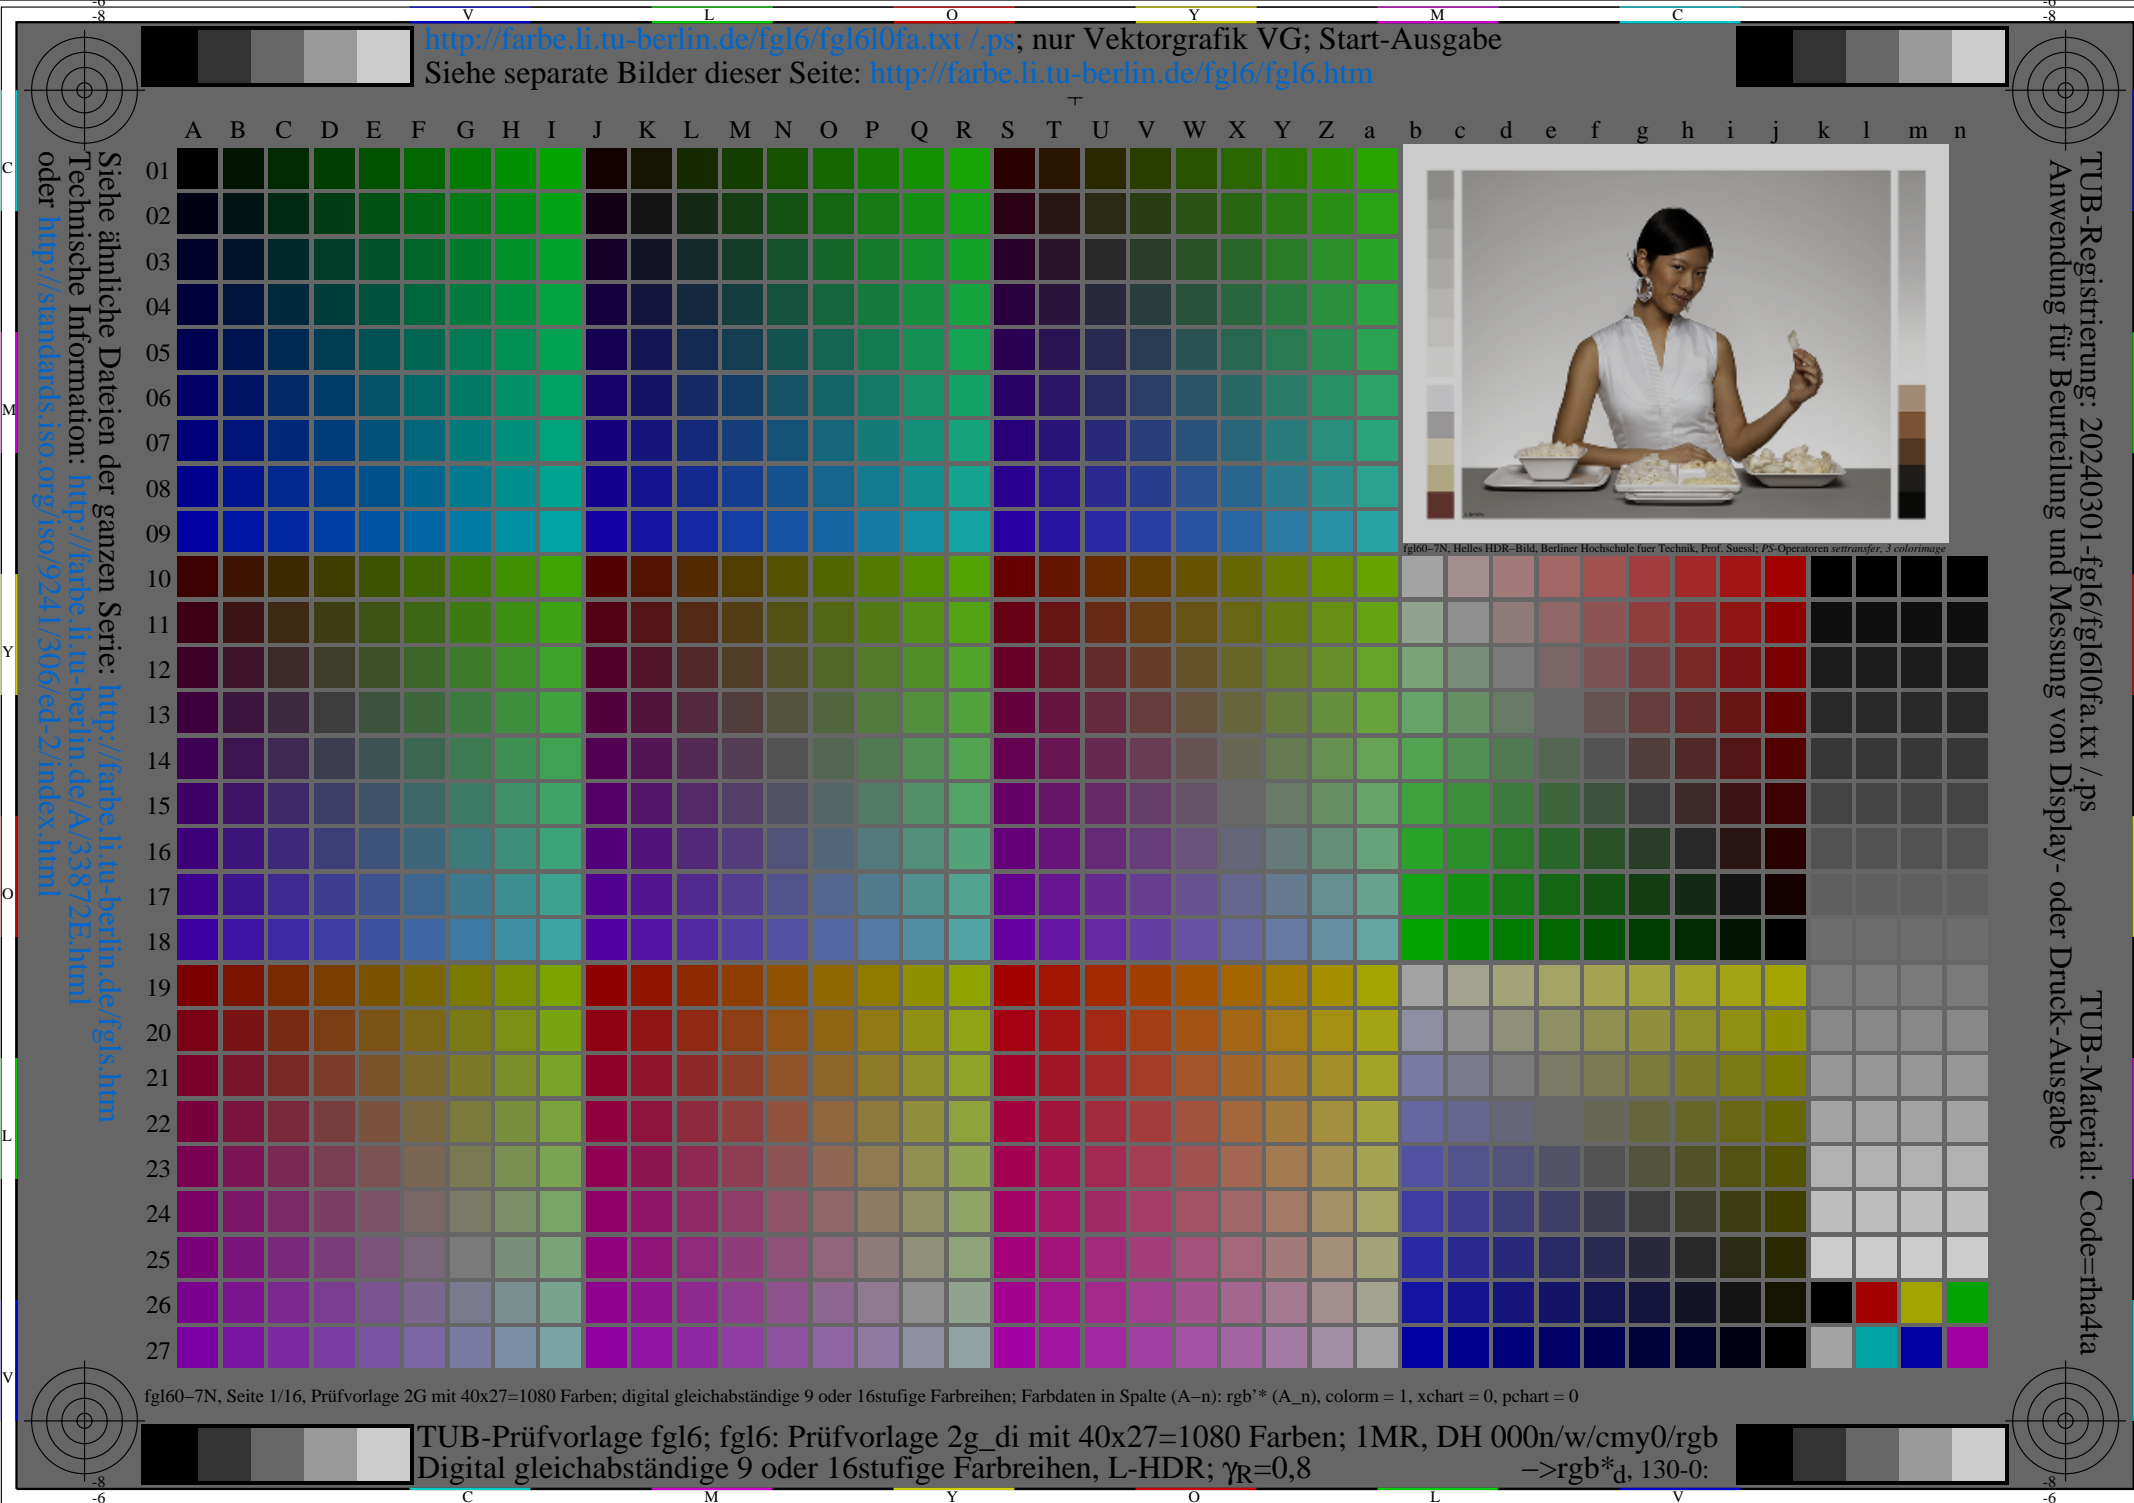 -6
-8
V
L
O
Y
M
C
-6
-8
http://farbe.li.tu-berlin.de/fgl6/fgl6l0fa.txt /.ps; nur Vektorgrafik VG; Start-Ausgabe
Siehe separate Bilder dieser Seite: http://farbe.li.tu-berlin.de/fgl6/fgl6.htm
A B C D E F G H I J K L M N O P Q R S T U V W X Y Z a b c d e f g h i j k l m n
01
02
03
04
05
06
07
08
09
10
11
12
13
14
15
16
17
18
19
20
21
22
23
24
25
26
27
fgl60–7N, Helles HDR–Bild, Berliner Hochschule fuer Technik, Prof. Suessl; PS-Operatoren settransfer, 3 colorimage
Siehe ähnliche Dateien der ganzen Serie: http://farbe.li.tu-berlin.de/fgls.htm
Technische Information: http://farbe.li.tu-berlin.de/A/33872E.html
oder http://standards.iso.org/iso/9241/306/ed-2/index.html
TUB-Registrierung: 20240301-fgl6/fgl6l0fa.txt /.ps
Anwendung für Beurteilung und Messung von Display- oder Druck-Ausgabe
TUB-Material: Code=rha4ta
C
M
Y
O
L
V
fgl60–7N, Seite 1/16, Prüfvorlage 2G mit 40x27=1080 Farben; digital gleichabständige 9 oder 16stufige Farbreihen; Farbdaten in Spalte (A–n): rgb'* (A_n), colorm = 1, xchart = 0, pchart = 0
TUB-Prüfvorlage fgl6; fgl6: Prüfvorlage 2g_di mit 40x27=1080 Farben; 1MR, DH 000n/w/cmy0/rgb
Digital gleichabständige 9 oder 16stufige Farbreihen, L-HDR; γR=0,8 –>rgb*d, 130-0:
-8
-6
C
M
Y
O
L
V
-8
-6